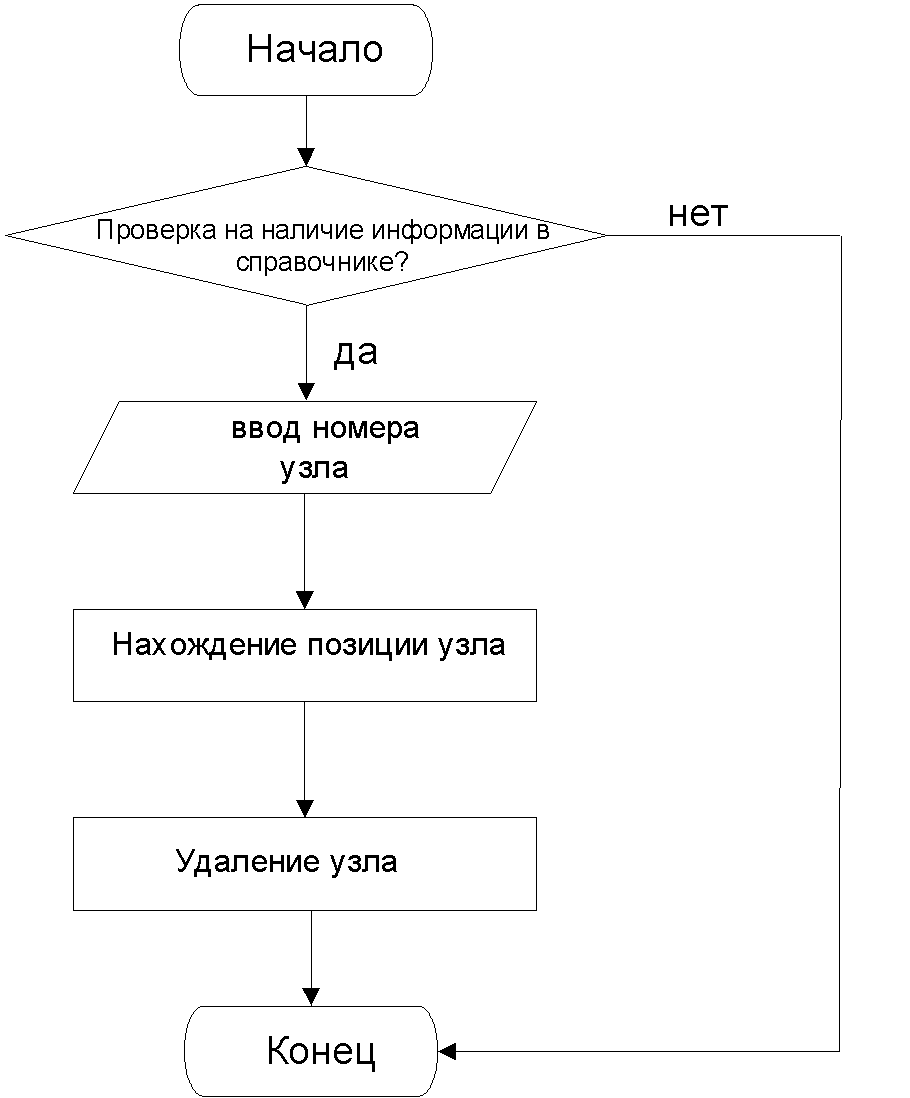 Начало
Проверка на наличие информации в
справочнике?
нет
да
ввод номера
узла
Нахождение позиции узла
Удаление узла
Конец